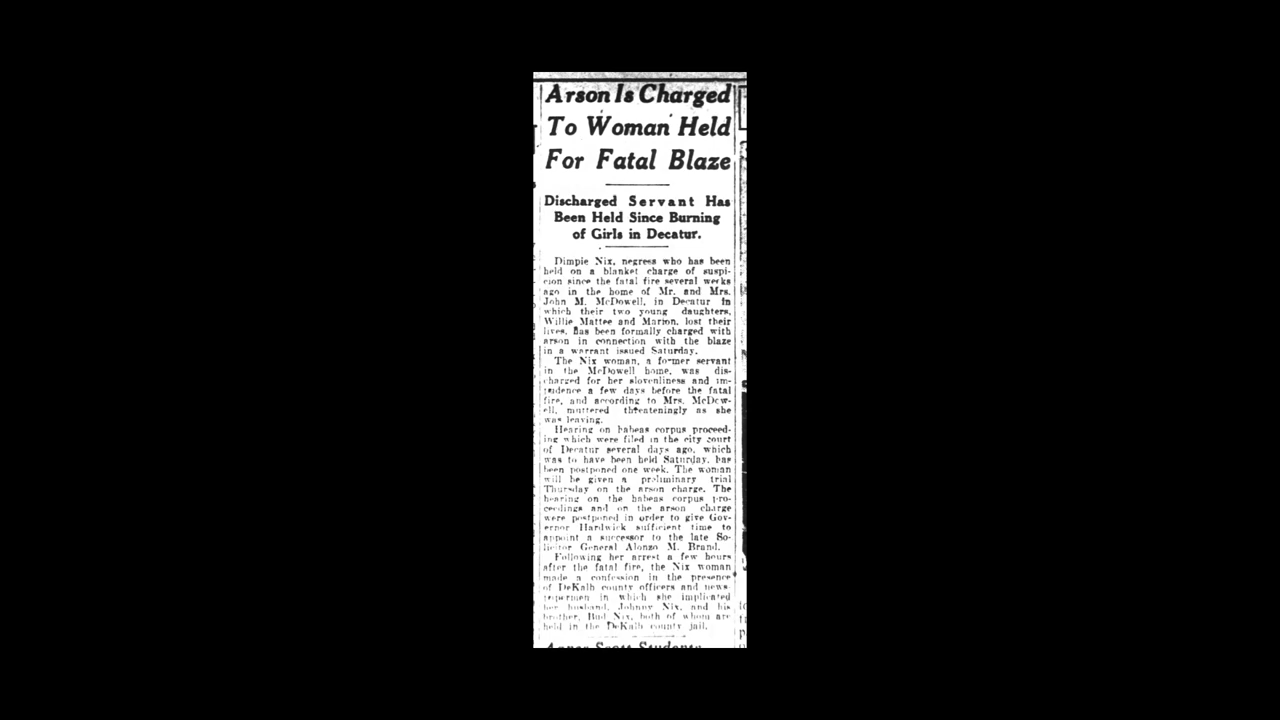 Arson Is Charged
To Woman Held
For Fatal Blaze
Discharged Servant Has
Been Held Since Burning
of Girls in Decatur.
Dimpie Nix, negress who has been
held on a blanket charge of suspi-
cion since the fatal fire several weeks
ago in the home of Mr. and Mrs.
John M. McDowell, in Decatur in
which their two young daughters,
Willie Mattee and Marion, lost their
lives, has been formally charged with
arson in connection with the blaze
in a warrant issued Saturday.
The Nix woman, a former servant
in the McDowell home, was dis-
charged for her slovenliness and im-
pudence a few days before the fatal
fire, and according to Mrs. McDow-
ell, muttered threateningly as she
was leaving.
Hearing on habeas corpus proceed-
ing which were filed in the city court
of Decatur several days ago, which
was to have been held Saturday, has
been postponed one week. The woman
will be given a preliminary trial
Thursday on the arson charge. The
hearing on the habeas corpus pro-
ceedings and on the arson charge
were postponed in order to give Gov-
ernor Hardwick sufficient time to
appoint a successor to the late So-
licitor General Alonzo M. Brand.
Following her arrest a few hours
after the fatal fire, the Nix woman
made a confession in the presence
of DeKalb county officers and news-
papermen in which she implicated
her husband, Johnny Nix, and his
brother, Bud Nix, both of whom are
held in the DeKalb county jail.
Agnes Scott Students